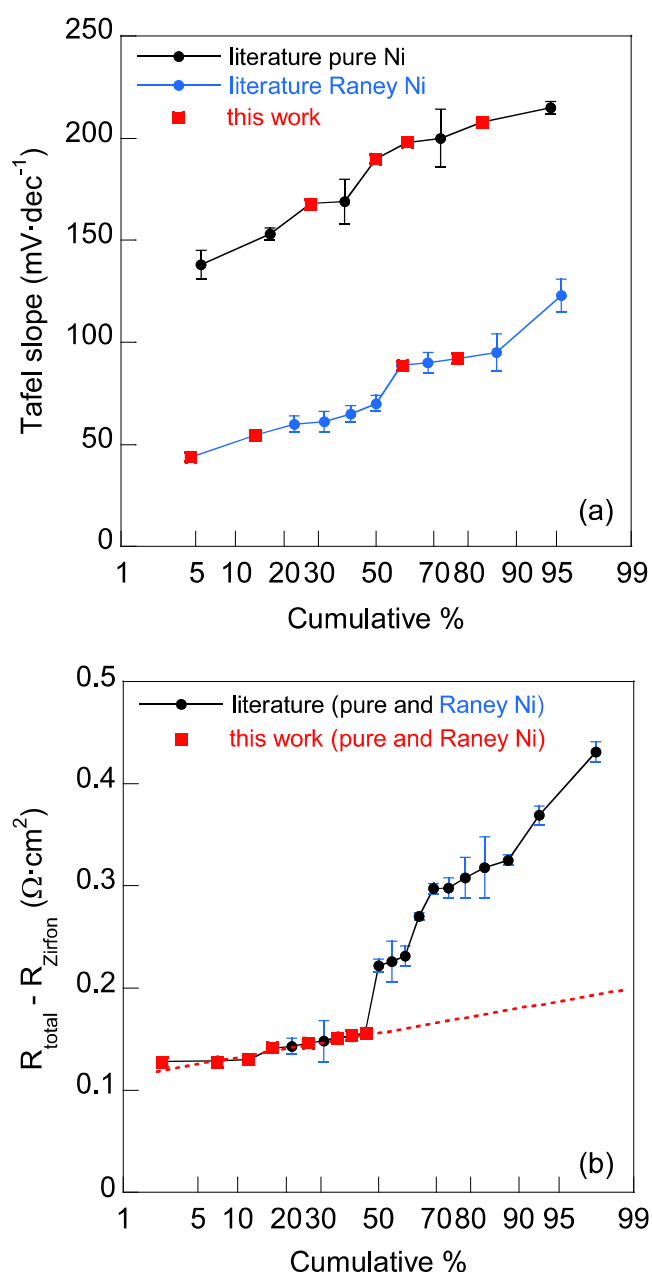 250
200
150
100
50
0
Tafel slope (mV·dec⁻¹)
literature pure Ni
literature Raney Ni
this work
(a)
1 5 10 20 30 50 70 80 90 95 99
Cumulative %
0.5
0.4
0.3
0.2
0.1
0
R_total - R_Zirfon (Ω·cm²)
literature (pure and Raney Ni)
this work (pure and Raney Ni)
(b)
1 5 10 20 30 50 70 80 90 95 99
Cumulative %